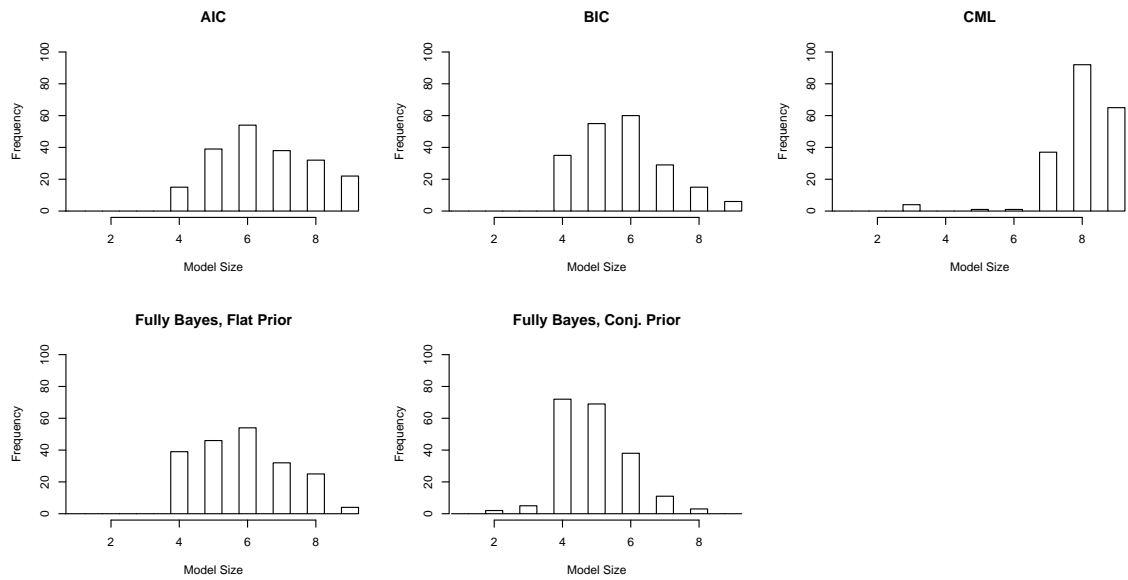 AIC
Frequency
0 20 40 60 80 100
2 4 6 8
Model Size
BIC
Frequency
0 20 40 60 80 100
2 4 6 8
Model Size
CML
Frequency
0 20 40 60 80 100
2 4 6 8
Model Size
Fully Bayes, Flat Prior
Frequency
0 20 40 60 80 100
2 4 6 8
Model Size
Fully Bayes, Conj. Prior
Frequency
0 20 40 60 80 100
2 4 6 8
Model Size